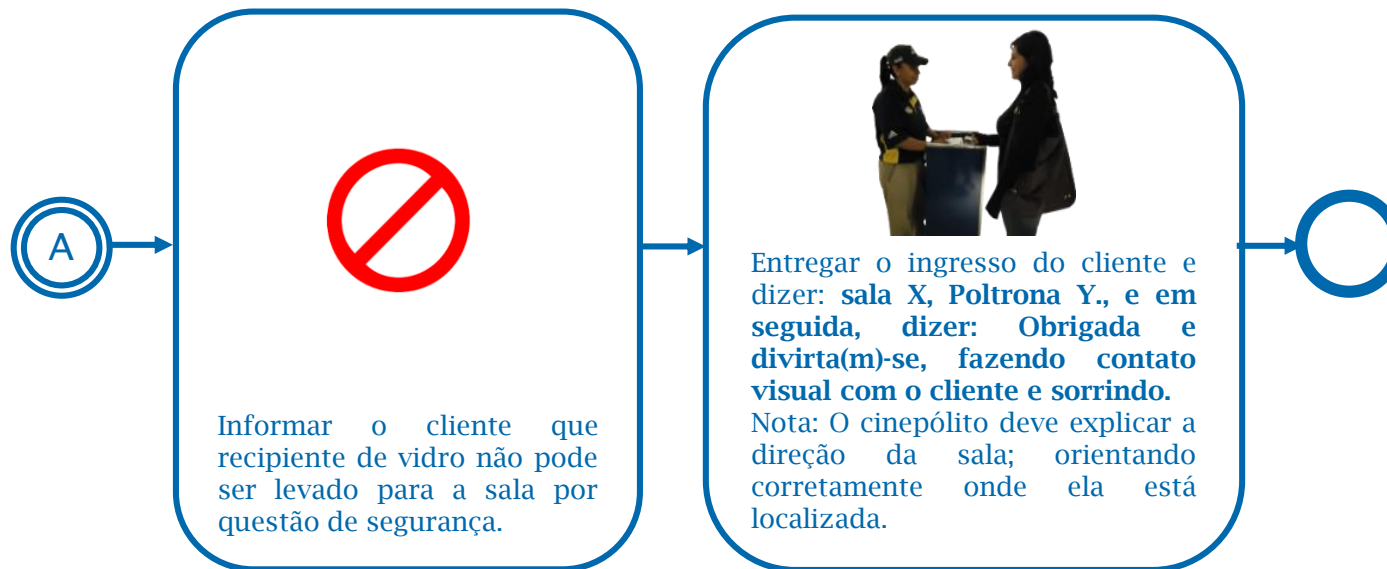 A
Informar o cliente que
recipiente de vidro não pode
ser levado para a sala por
questão de segurança.
Entregar o ingresso do cliente e
dizer: sala X, Poltrona Y., e em
seguida, dizer: Obrigada e
divirta(m)-se, fazendo contato
visual com o cliente e sorrindo.
Nota: O cinepólito deve explicar a
direção da sala; orientando
corretamente onde ela está
localizada.